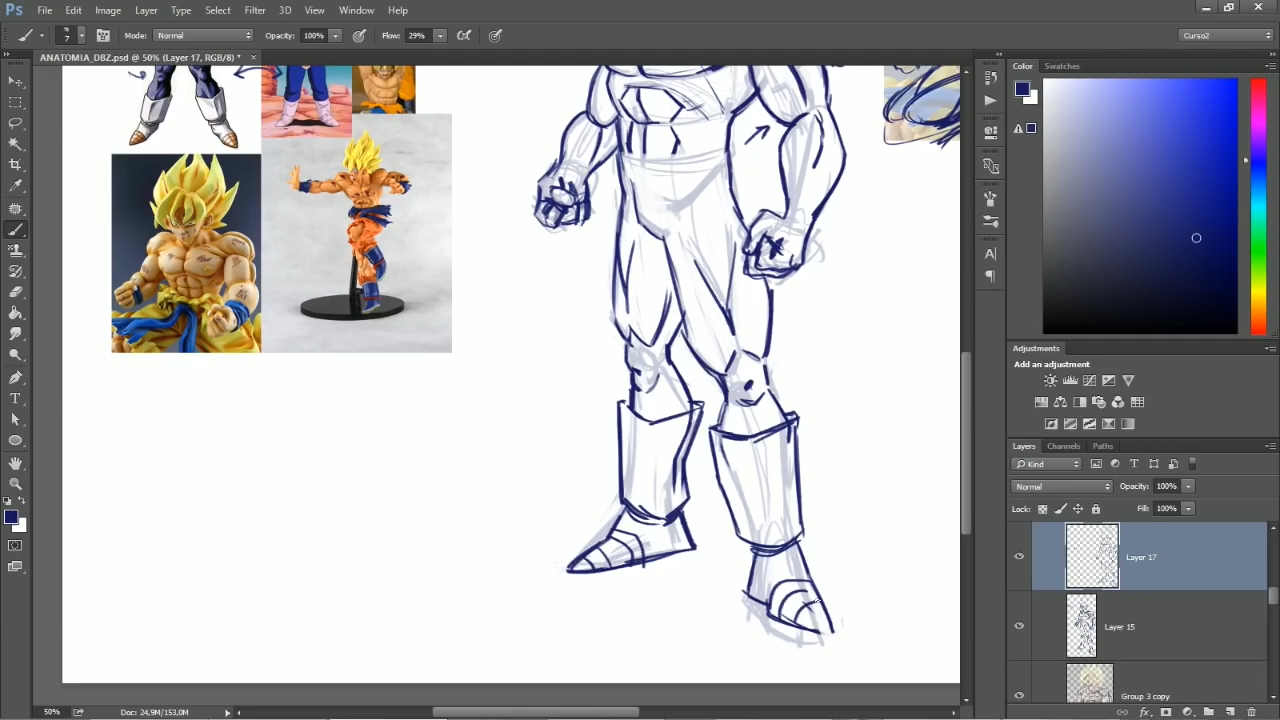 Ps File Edit Image Layer Type Select Filter 3D View Window Help
7 Mode: Normal Opacity: 100% Flow: 29% Curso2
ANATOMIA_DBZ.psd @ 50% (Layer 17, RGB/8) * ×
Color Swatches
Adjustments
Add an adjustment
Layers Channels Paths
Kind
Normal Opacity: 100%
Lock: Fill: 100%
Layer 17
Layer 15
Group 3 copy
50% Doc: 24,9M/153,0M
fx